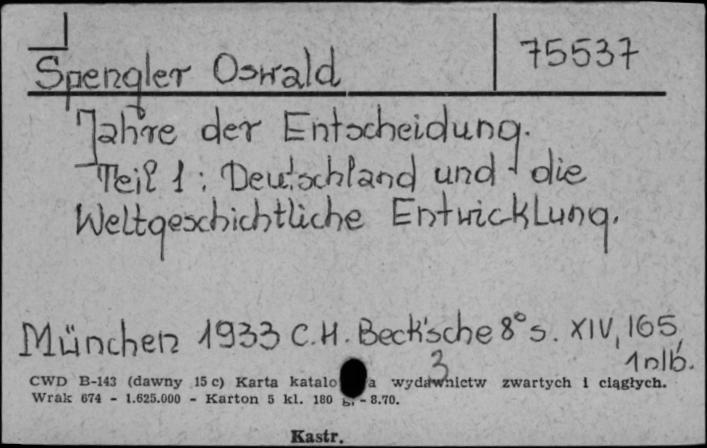 Spengler Oswald 75537
Jahre der Entscheidung.
Teil 1: Deutschland und die
Weltgeschichtliche Entwicklung.
München 1933 C.H. Beck'sche 8° s. XIV, 165,
3 1 nlb.
CWD B-143 (dawny 15 c) Karta katalo a wydawnictw zwartych i ciągłych.
Wrak 674 - 1.625.000 - Karton 5 kl. 180 g. - 8.70.
Kastr.